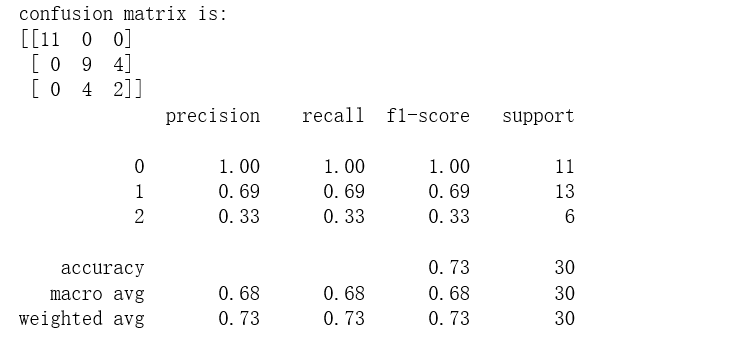 confusion matrix is:
[[11  0  0]
 [ 0  9  4]
 [ 0  4  2]]
              precision    recall  f1-score   support

           0       1.00      1.00      1.00        11
           1       0.69      0.69      0.69        13
           2       0.33      0.33      0.33         6

    accuracy                           0.73        30
   macro avg       0.68      0.68      0.68        30
weighted avg       0.73      0.73      0.73        30